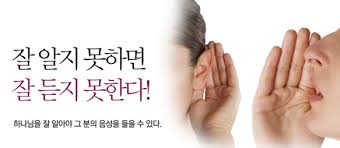 잘 알지 못하면
잘 듣지 못한다!
하나님을 잘 알아야 그 분의 음성을 들을 수 있다.